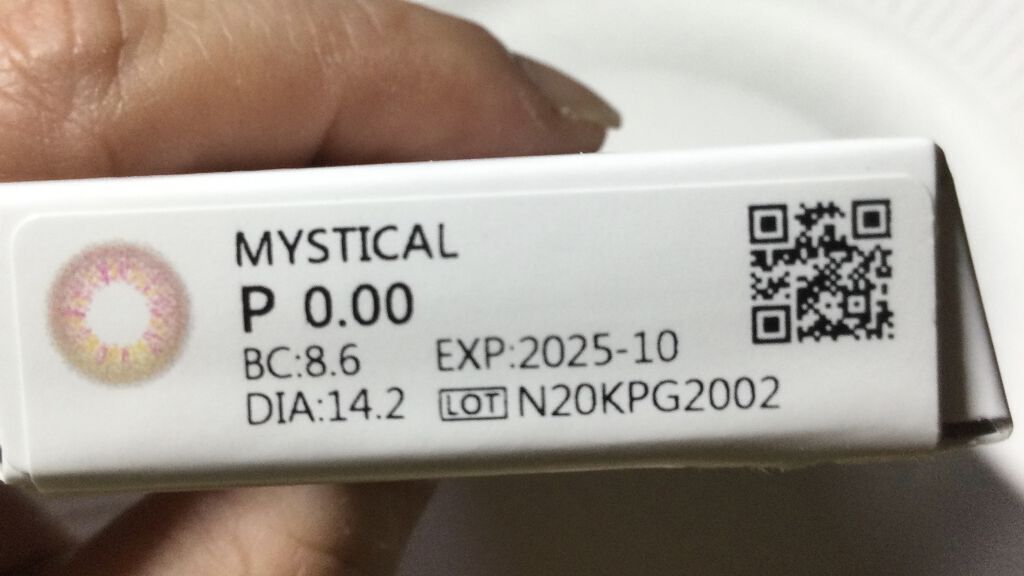 MYSTICAL
P 0.00
BC:8.6 EXP:2025-10
DIA:14.2 LOT N20KPG2002